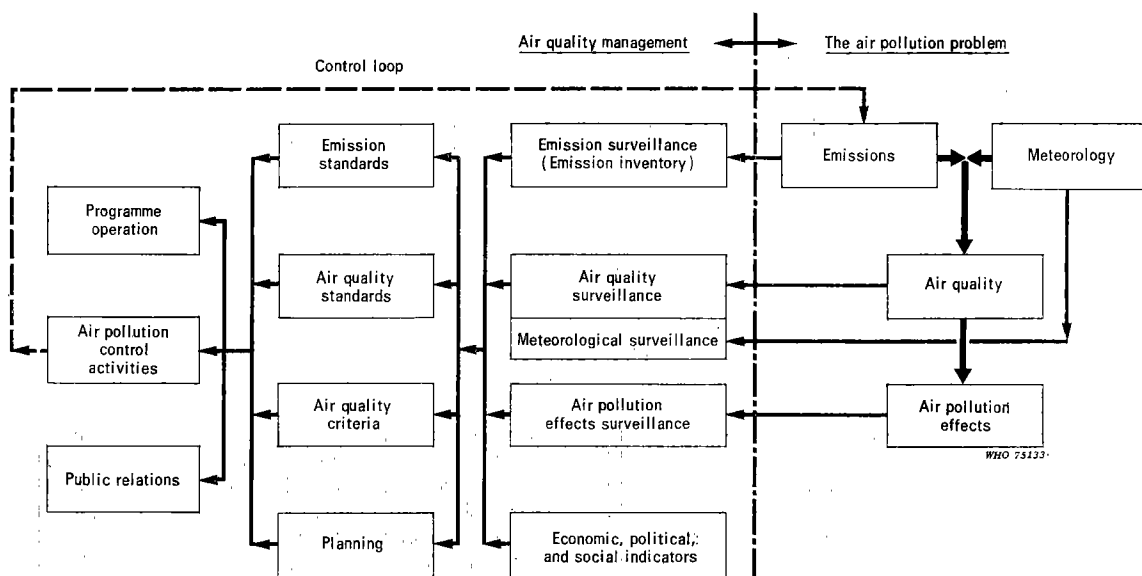 Air quality management
The air pollution problem
Control loop
Emission
standards
Emission surveillance
(Emission inventory)
Emissions
Meteorology
Programme
operation
Air quality
standards
Air quality
surveillance
Air quality
Meteorological surveillance
Air pollution
control
activities
Air quality
criteria
Air pollution
effects surveillance
Air pollution
effects
WHO 75133
Public relations
Planning
Economic, political,
and social indicators